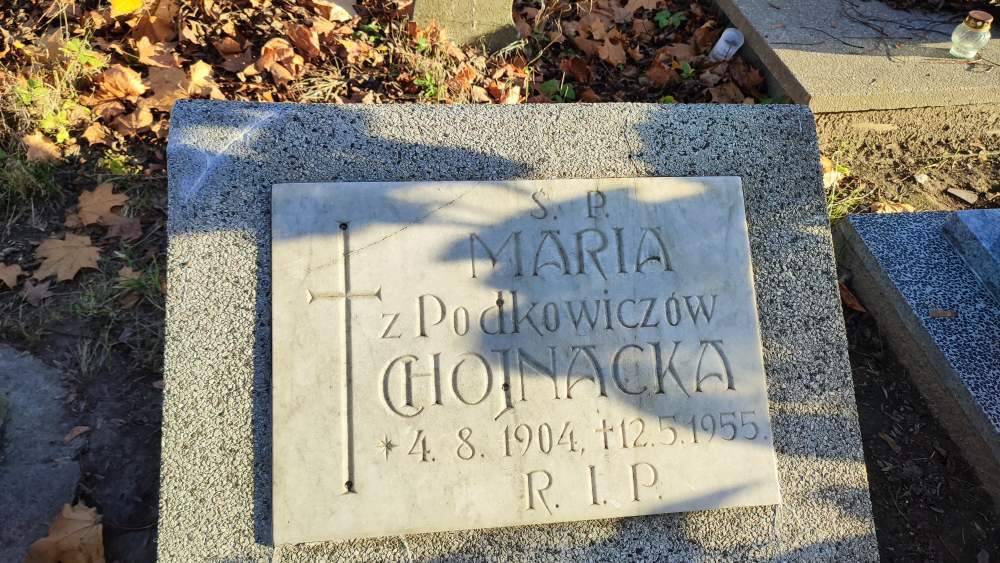 Ś. P.
MARIA
z PODKOWICZÓW
CHOJNACKA
* 4. 8. 1904, † 12.5.1955.
R. I. P.